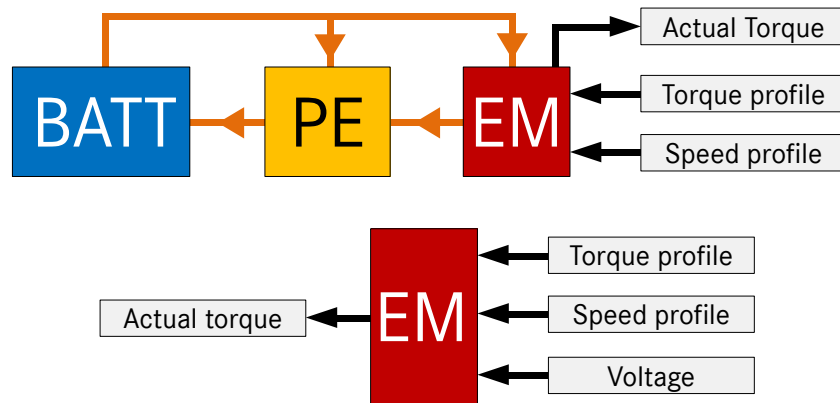 Actual Torque
BATT
PE
EM
Torque profile
Speed profile
Torque profile
EM
Actual torque
Speed profile
Voltage